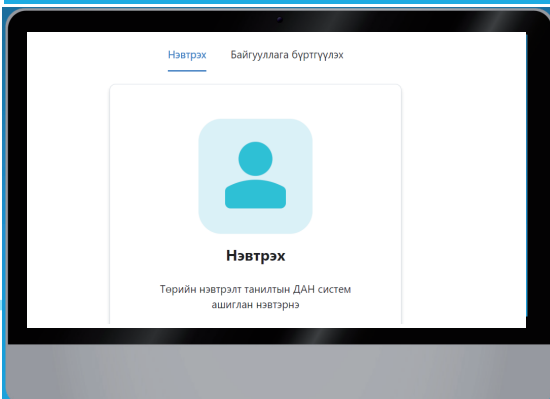 Нэвтрэх
Байгууллага бүртгүүлэх
Нэвтрэх
Төрийн нэвтрэлт танилтын ДАН систем
ашиглан нэвтэрнэ